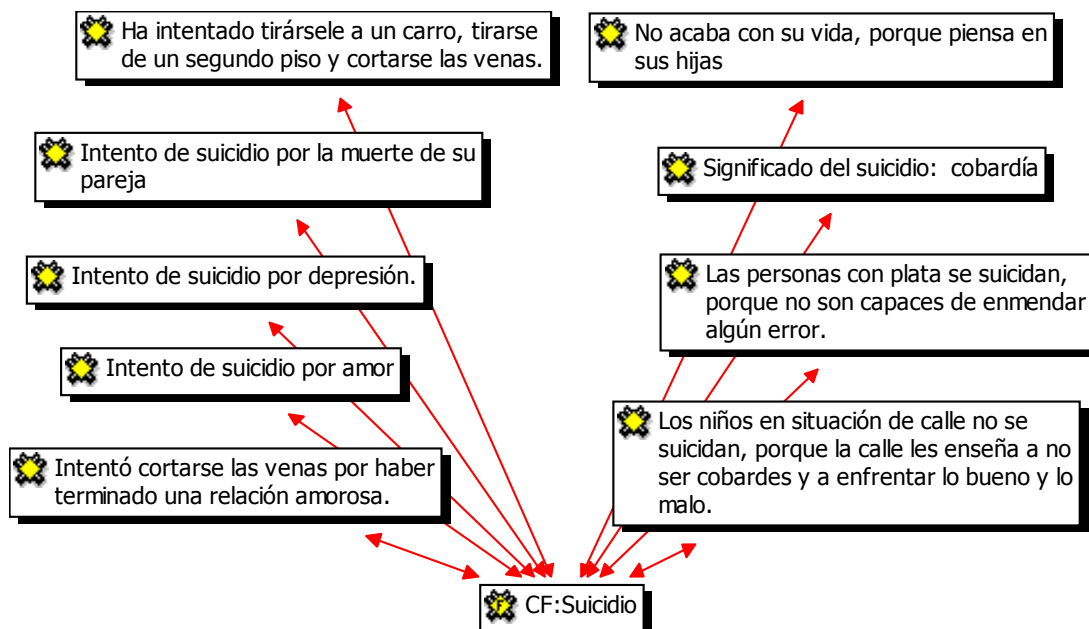 Ha intentado tirársele a un carro, tirarse
de un segundo piso y cortarse las venas.
No acaba con su vida, porque piensa en
sus hijas
Intento de suicidio por la muerte de su
pareja
Significado del suicidio: cobardía
Intento de suicidio por depresión.
Las personas con plata se suicidan,
porque no son capaces de enmendar
algún error.
Intento de suicidio por amor
Los niños en situación de calle no se
suicidan, porque la calle les enseña a no
ser cobardes y a enfrentar lo bueno y lo
malo.
Intentó cortarse las venas por haber
terminado una relación amorosa.
F
CF:Suicidio